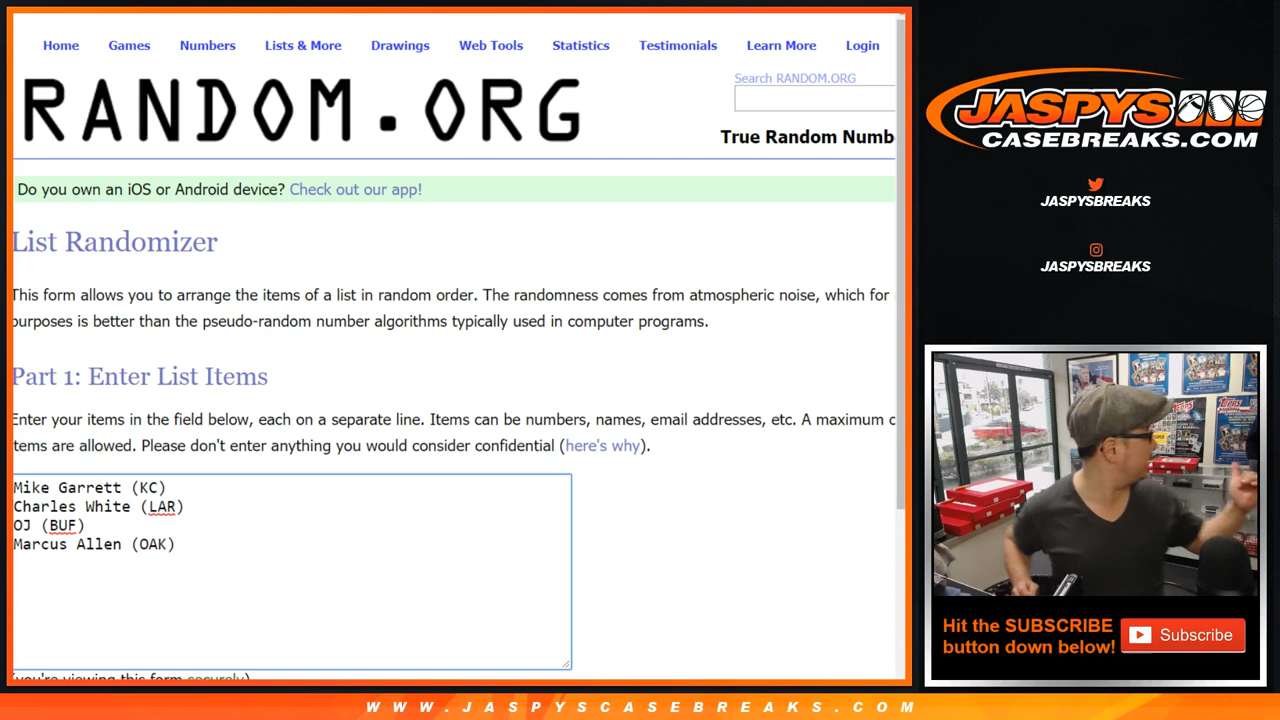 Home Games Numbers Lists & More Drawings Web Tools Statistics Testimonials Learn More Login
RANDOM.ORG
Search RANDOM.ORG
True Random Numb
Do you own an iOS or Android device? Check out our app!
List Randomizer
This form allows you to arrange the items of a list in random order. The randomness comes from atmospheric noise, which for
purposes is better than the pseudo-random number algorithms typically used in computer programs.
Part 1: Enter List Items
Enter your items in the field below, each on a separate line. Items can be numbers, names, email addresses, etc. A maximum
items are allowed. Please don't enter anything you would consider confidential (here's why).
Mike Garrett (KC)
Charles White (LAR)
OJ (BUF)
Marcus Allen (OAK)
(you're viewing this form securely)
JASPYS
CASEBREAKS.COM
JASPYSBREAKS
JASPYSBREAKS
Topps
Hit the SUBSCRIBE
button down below!
Subscribe
WWW.JASPYSCASEBREAKS.COM